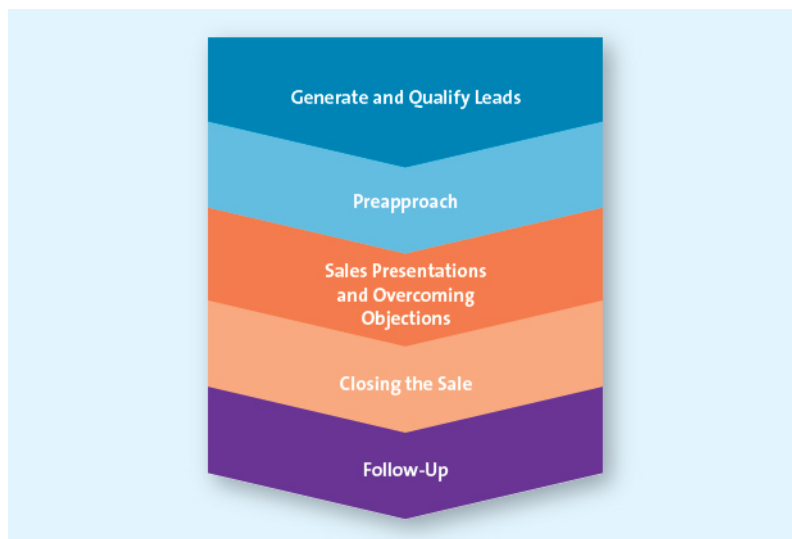 Generate and Qualify Leads
Preapproach
Sales Presentations
and Overcoming
Objections
Closing the Sale
Follow-Up